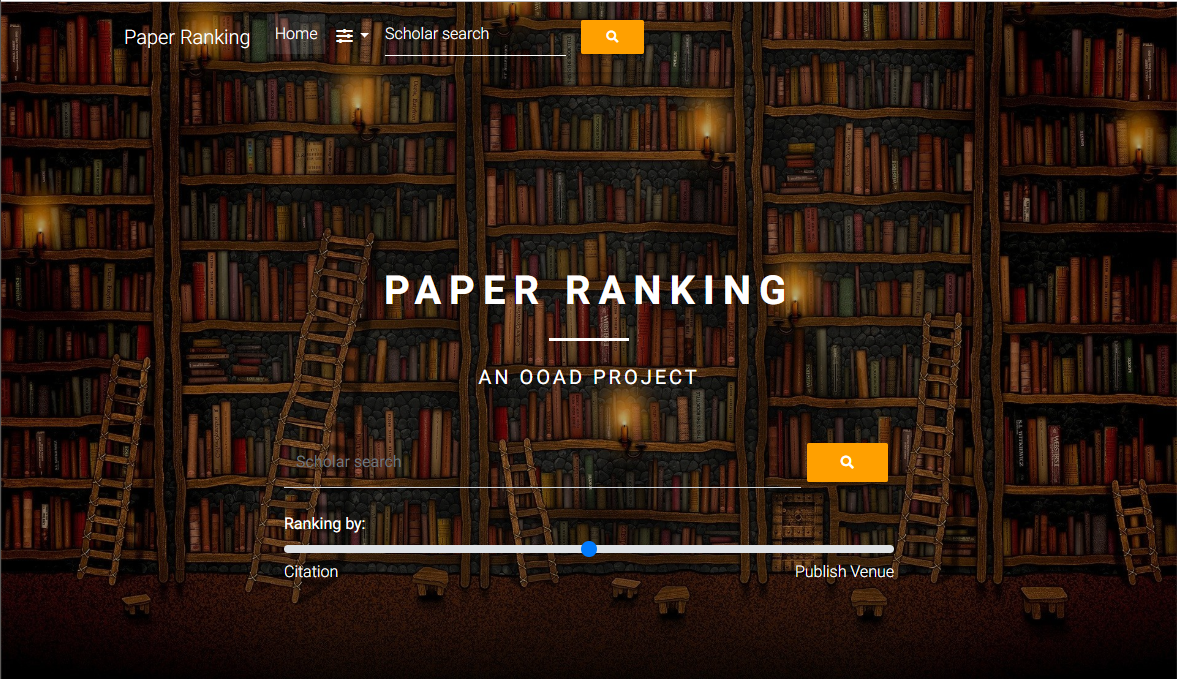 Paper Ranking Home Scholar search
PAPER RANKING
AN OOAD PROJECT
Scholar search
Ranking by:
Citation Publish Venue